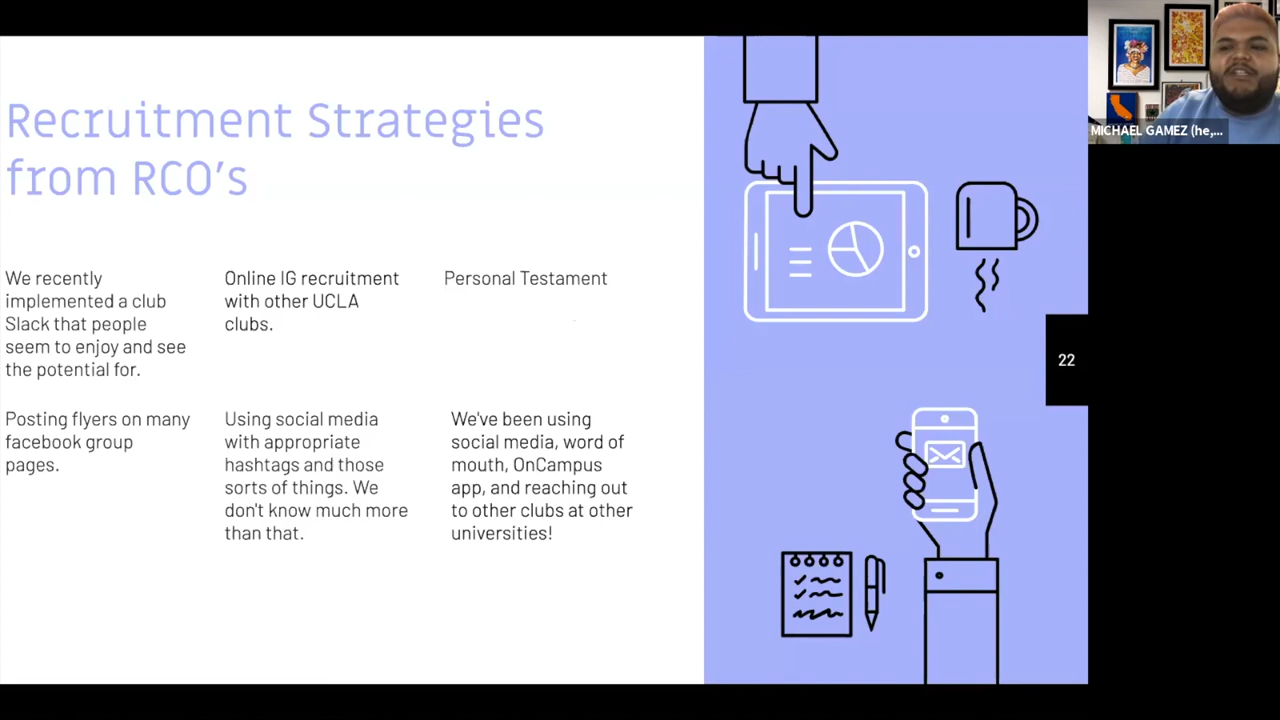 Recruitment Strategies
from RCO's
We recently
implemented a club
Slack that people
seem to enjoy and see
the potential for.
Online IG recruitment
with other UCLA
clubs.
Personal Testament
Posting flyers on many
facebook group
pages.
Using social media
with appropriate
hashtags and those
sorts of things. We
don't know much more
than that.
We've been using
social media, word of
mouth, OnCampus
app, and reaching out
to other clubs at other
universities!
22
MICHAEL GAMEZ (he,...